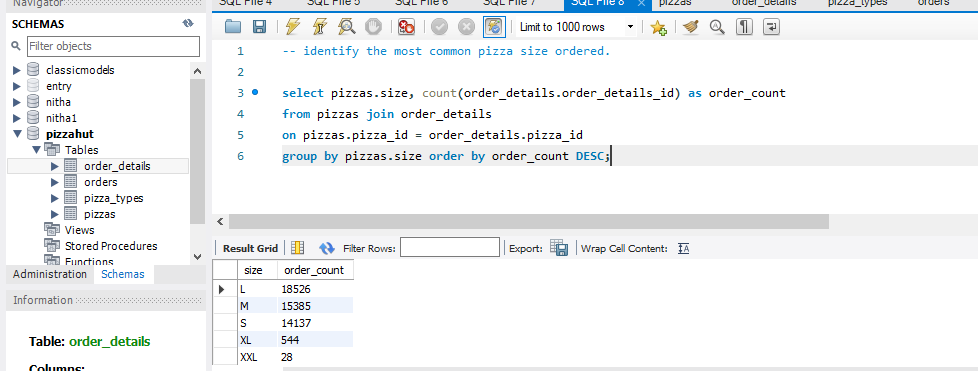 Navigator
SQL File 4 SQL File 5 SQL File 6 SQL File 7 SQL File 8 pizzas order_details pizza_types orders
SCHEMAS
Filter objects
classicmodels
entry
nitha
nitha1
pizzahut
Tables
order_details
orders
pizza_types
pizzas
Views
Stored Procedures
Functions
Administration Schemas
Information
Table: order_details
Columns:
Limit to 1000 rows
1 -- identify the most common pizza size ordered.
2
3 select pizzas.size, count(order_details.order_details_id) as order_count
4 from pizzas join order_details
5 on pizzas.pizza_id = order_details.pizza_id
6 group by pizzas.size order by order_count DESC;
Result Grid Filter Rows: Export: Wrap Cell Content: IA
size order_count
L 18526
M 15385
S 14137
XL 544
XXL 28